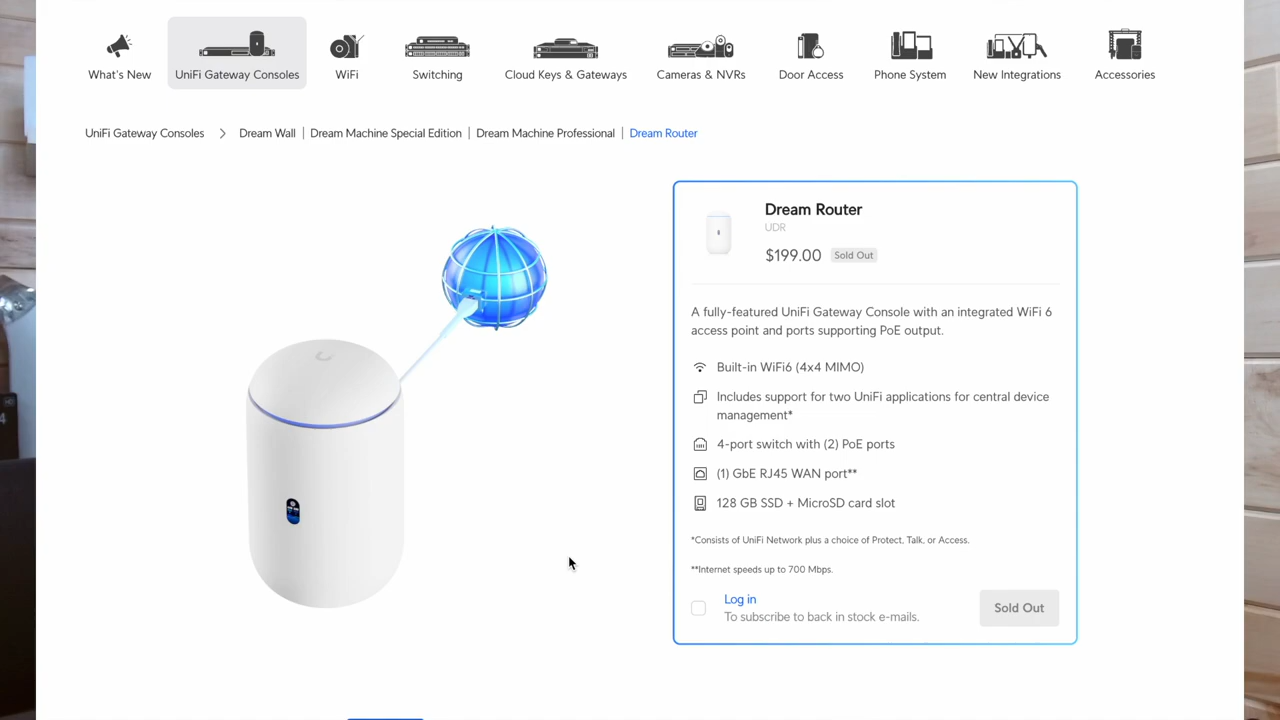 What's New
UniFi Gateway Consoles
WiFi
Switching
Cloud Keys & Gateways
Cameras & NVRs
Door Access
Phone System
New Integrations
Accessories
UniFi Gateway Consoles > Dream Wall | Dream Machine Special Edition | Dream Machine Professional | Dream Router
Dream Router
UDR
$199.00 Sold Out
A fully-featured UniFi Gateway Console with an integrated WiFi 6
access point and ports supporting PoE output.
Built-in WiFi6 (4x4 MIMO)
Includes support for two UniFi applications for central device
management*
4-port switch with (2) PoE ports
(1) GbE RJ45 WAN port**
128 GB SSD + MicroSD card slot
*Consists of UniFi Network plus a choice of Protect, Talk, or Access.
**Internet speeds up to 700 Mbps.
Log in
To subscribe to back in stock e-mails.
Sold Out